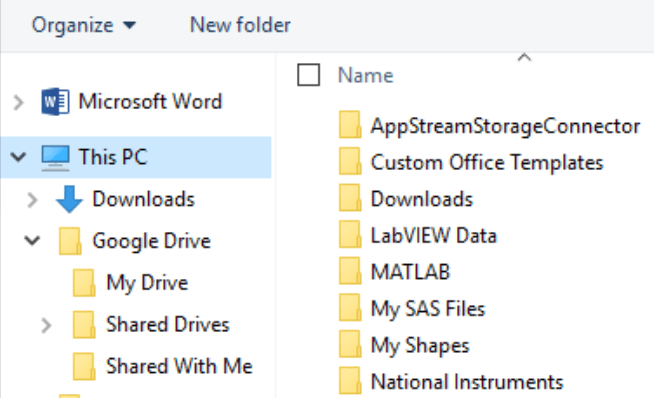 Organize
New folder
Microsoft Word
This PC
Downloads
Google Drive
My Drive
Shared Drives
Shared With Me
Name
AppStreamStorageConnector
Custom Office Templates
Downloads
LabVIEW Data
MATLAB
My SAS Files
My Shapes
National Instruments